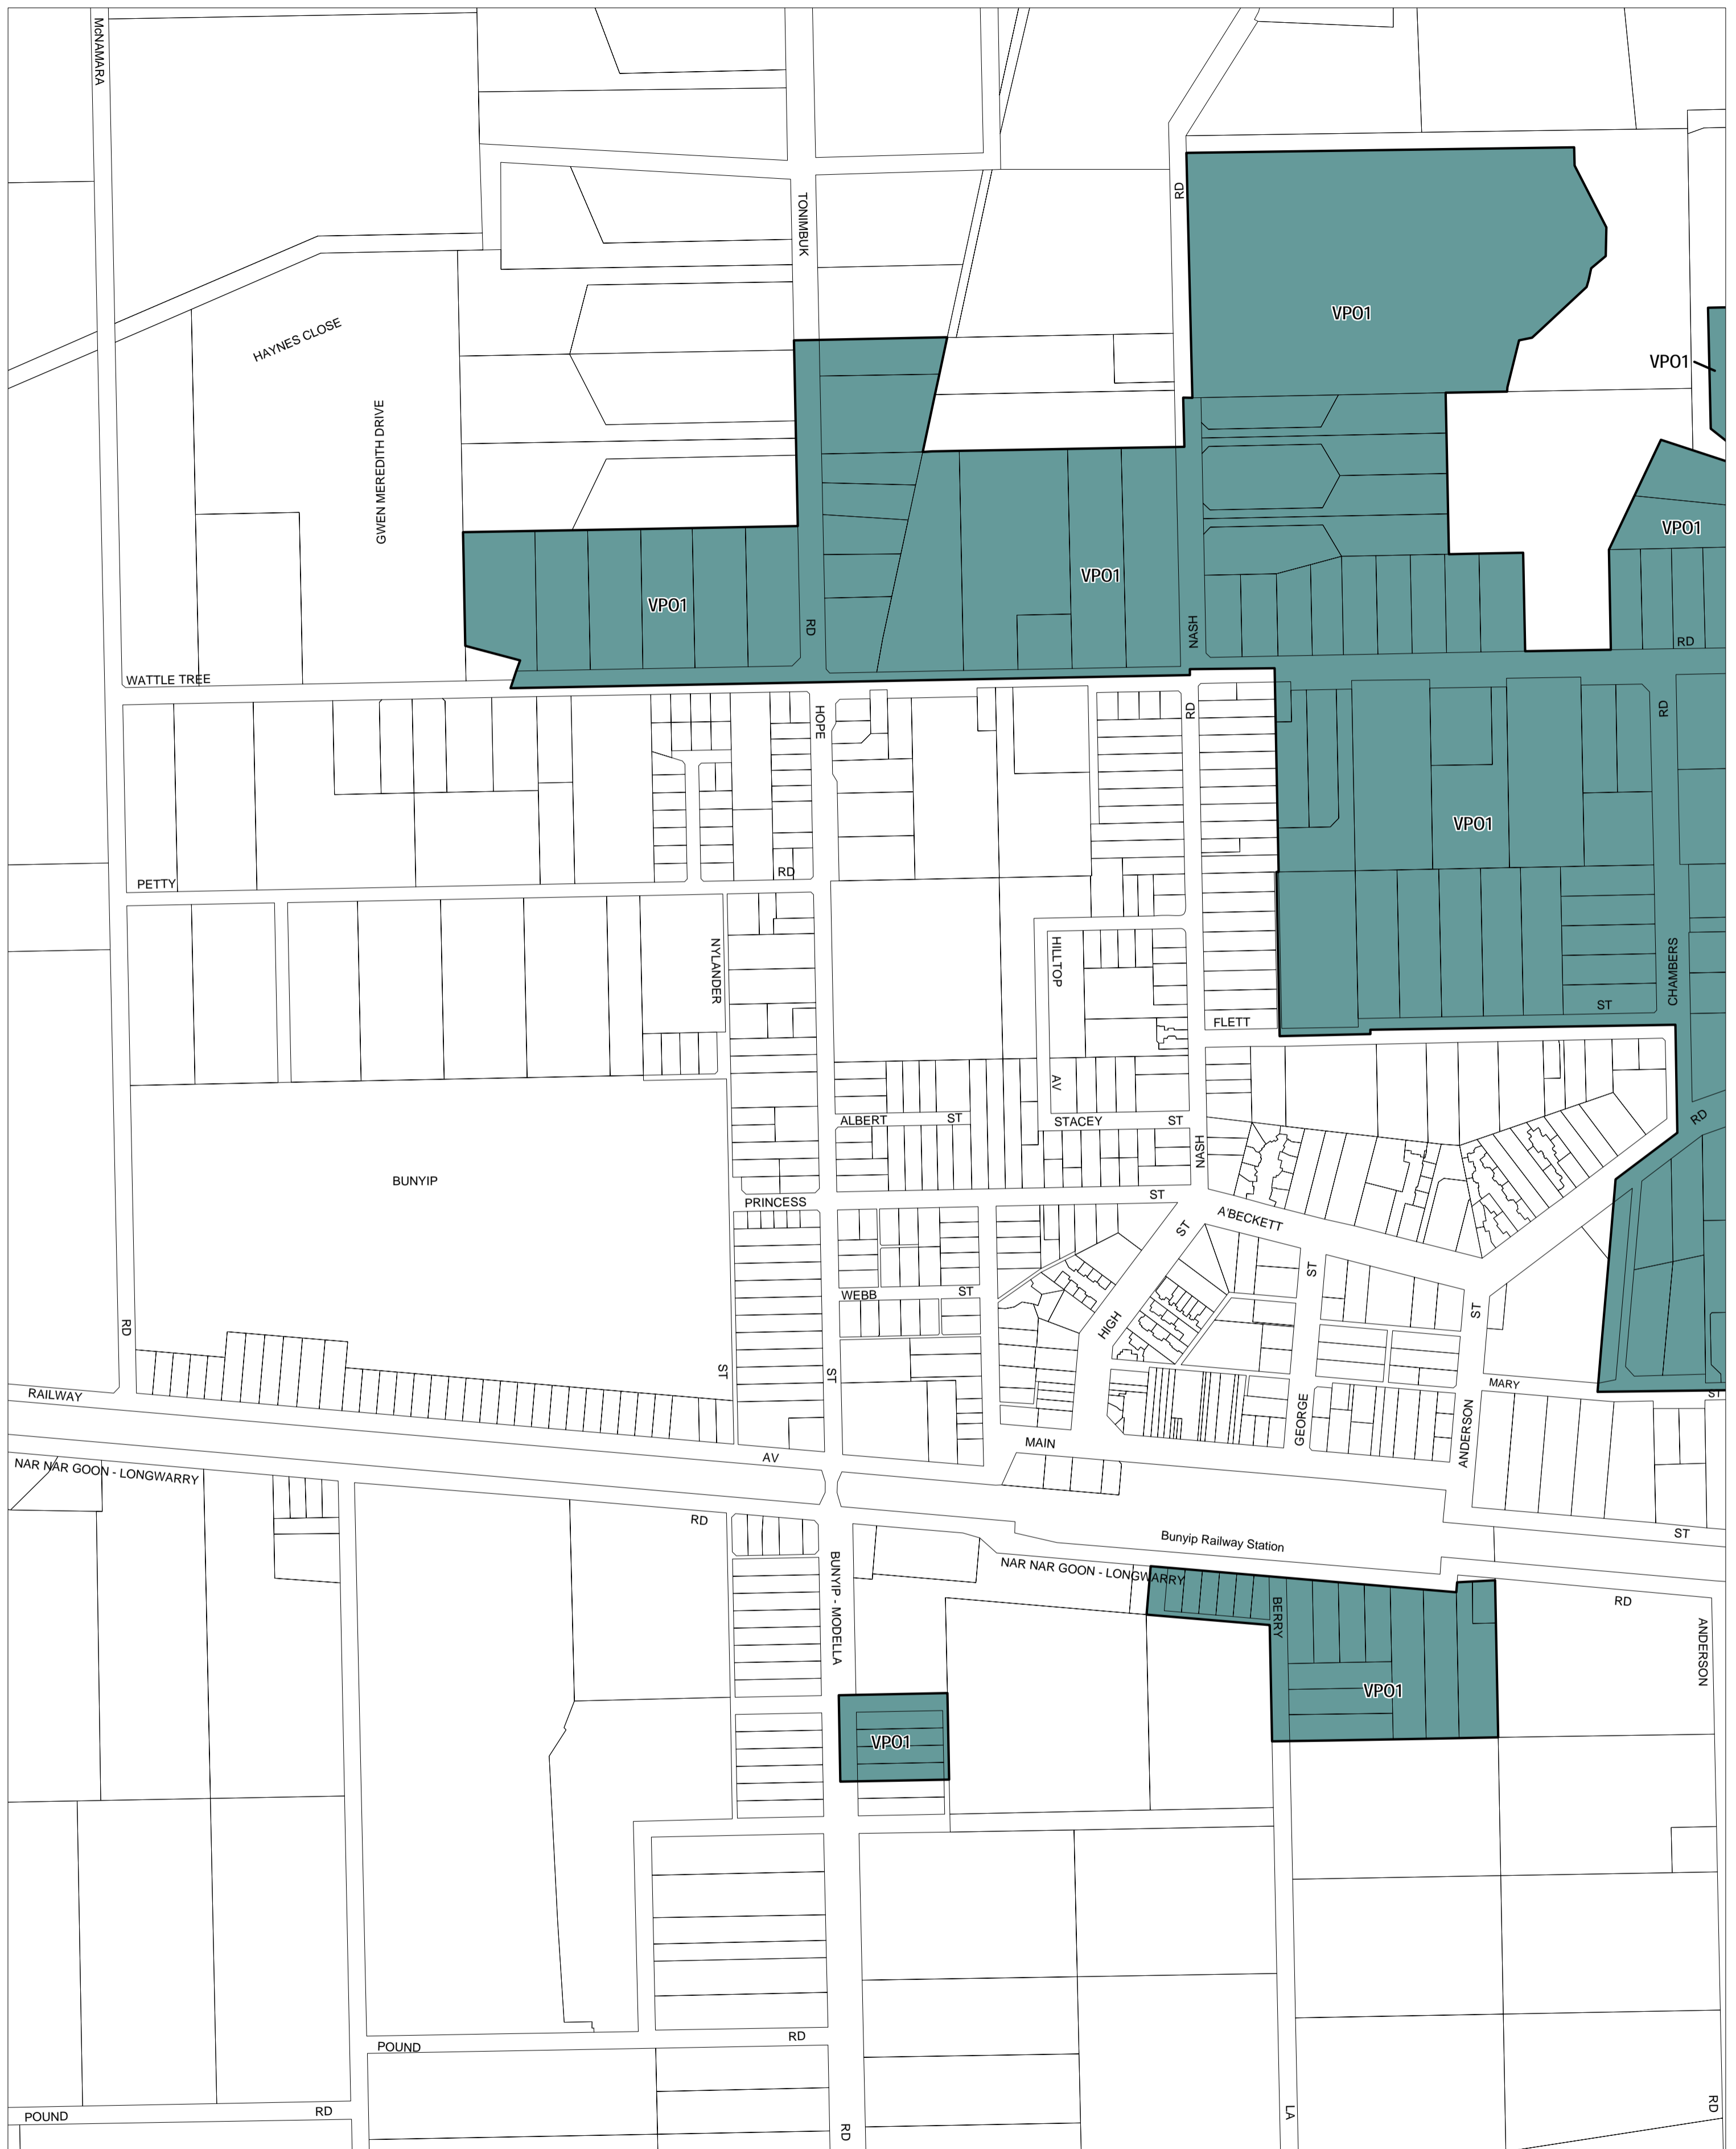 McNAMARA
RD
TONIMBUK
VPO1
HAYNES CLOSE
VPO1
GWEN MEREDITH DRIVE
VPO1
VPO1
VPO1
RD
NASH
RD
WATTLE TREE
HOPE
RD
RD
VPO1
RD
PETTY
NYLANDER
HILLTOP
CHAMBERS
ST
FLETT
AV
ALBERT
ST
STACEY
ST
RD
NASH
BUNYIP
ST
PRINCESS
A'BECKETT
ST
ST
WEBB
ST
ST
HIGH
RD
ST
ST
MARY
RAILWAY
ST
GEORGE
ANDERSON
MAIN
AV
NAR NAR GOON - LONGWARRY
RD
ST
Bunyip Railway Station
NAR NAR GOON - LONGWARRY
BUNYIP - MODELLA
BERRY
RD
ANDERSON
VPO1
VPO1
RD
POUND
POUND
RD
LA
RD
RD